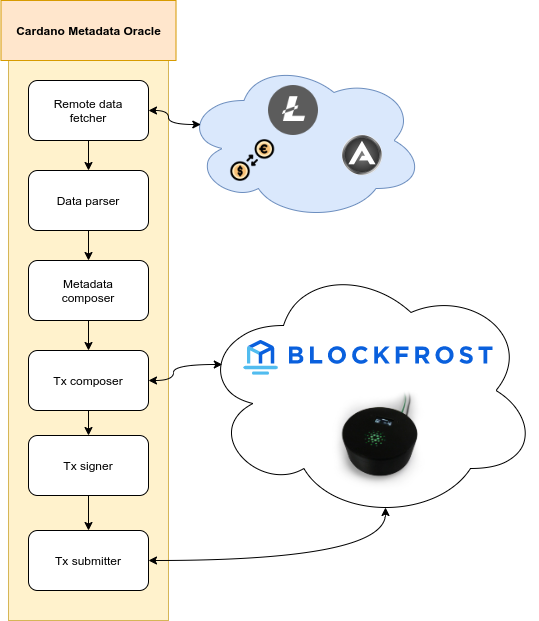 Cardano Metadata Oracle
Remote data
fetcher
Data parser
Metadata
composer
Tx composer
Tx signer
Tx submitter
$
€
BLOCKFROST